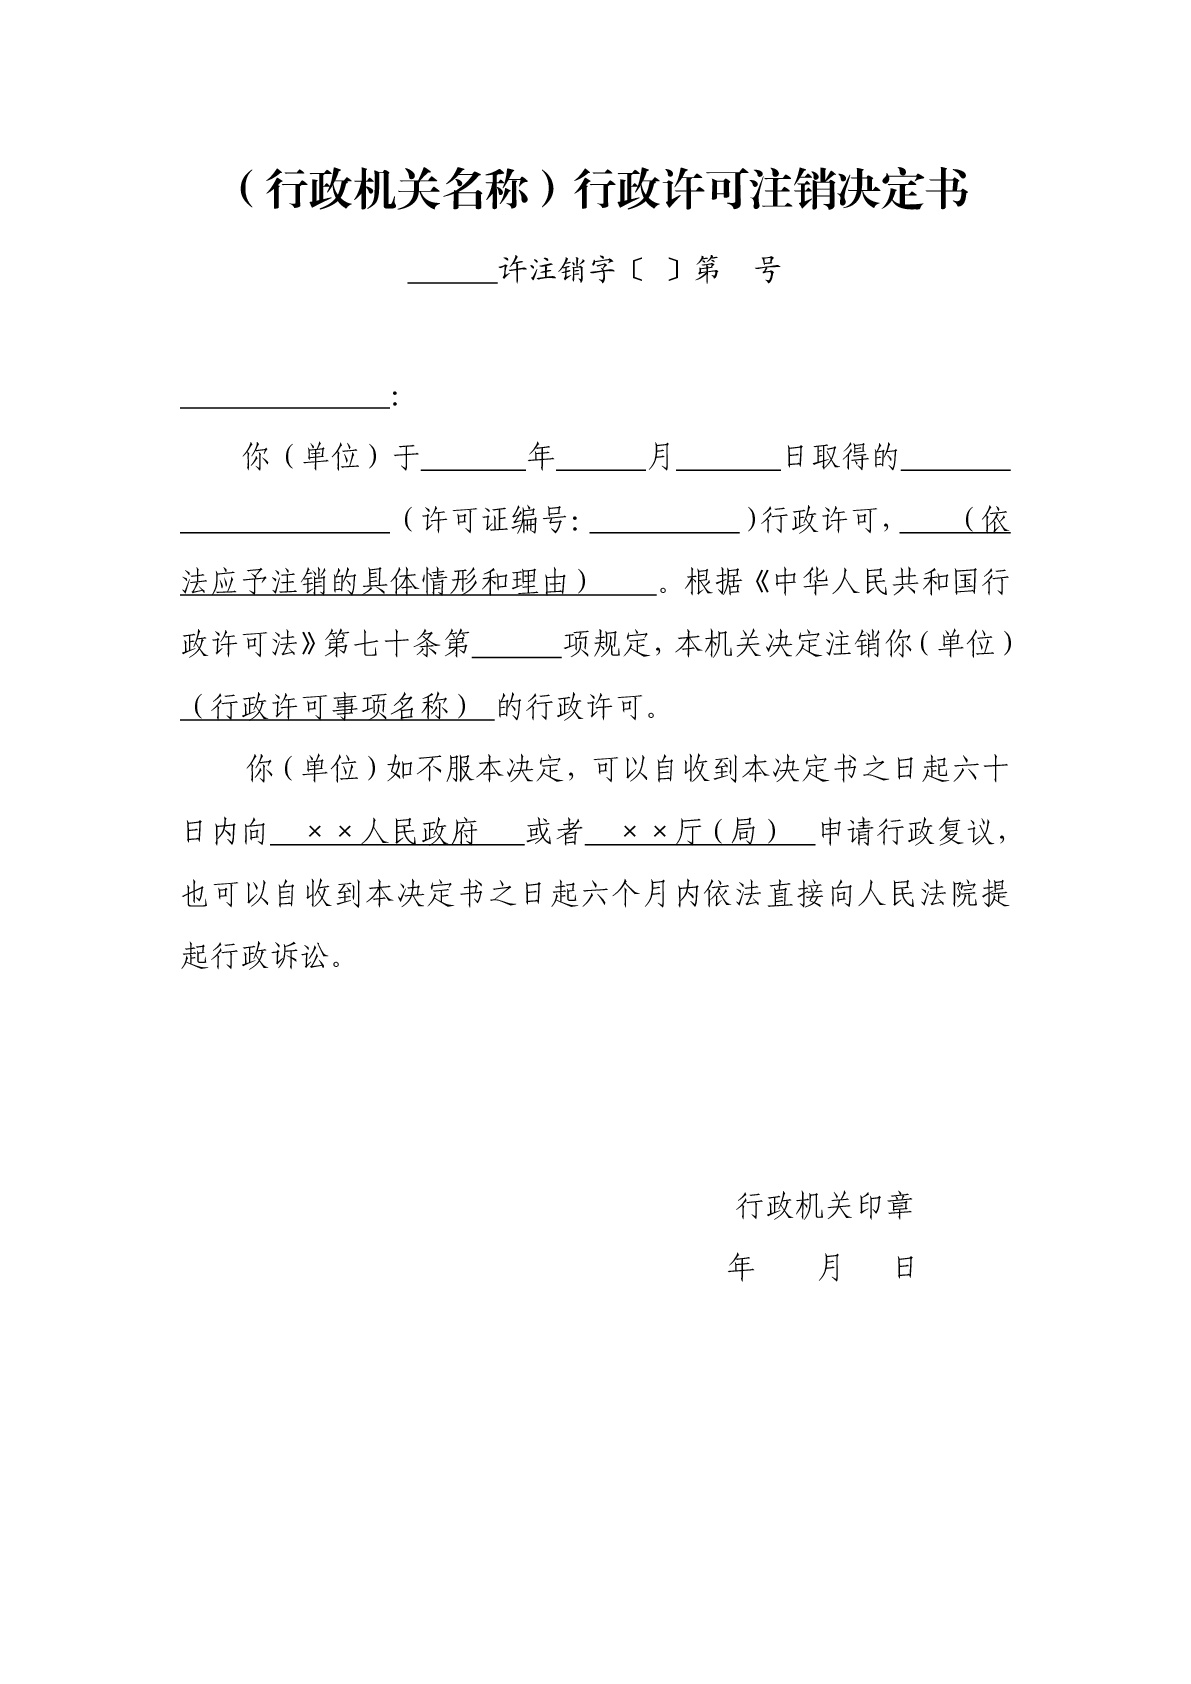 （行政机关名称）行政许可注销决定书
______许注销字〔 〕第 号
______________：
你（单位）于_______年______月_______日取得的_______
______________（许可证编号：__________）行政许可，____（依
法应予注销的具体情形和理由）____。根据《中华人民共和国行
政许可法》第七十条第______项规定，本机关决定注销你（单位）
（行政许可事项名称） 的行政许可。
你（单位）如不服本决定，可以自收到本决定书之日起六十
日内向 ××人民政府 或者 ××厅（局） 申请行政复议，
也可以自收到本决定书之日起六个月内依法直接向人民法院提
起行政诉讼。
行政机关印章
年 月 日